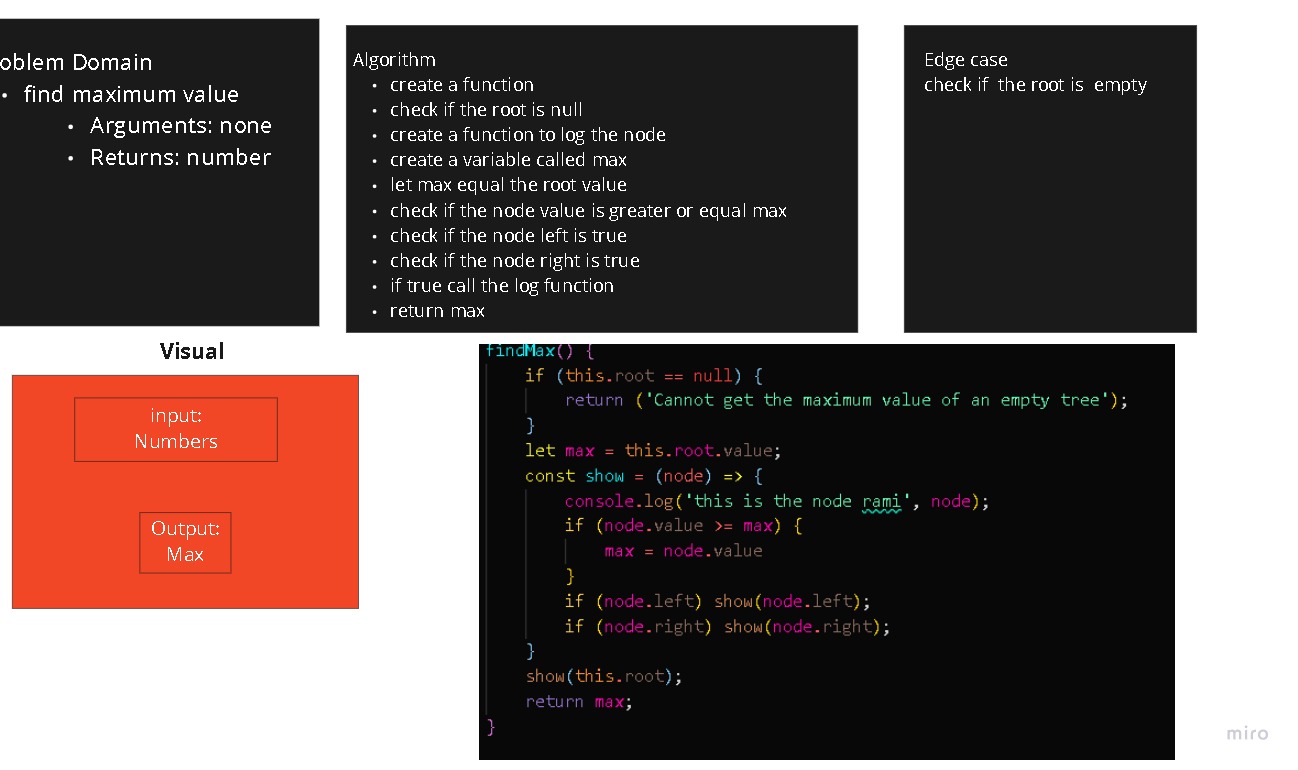 oblem Domain
• find maximum value
• Arguments: none
• Returns: number
Algorithm
• create a function
• check if the root is null
• create a function to log the node
• create a variable called max
• let max equal the root value
• check if the node value is greater or equal max
• check if the node left is true
• check if the node right is true
• if true call the log function
• return max
Edge case
check if the root is empty
Visual
input:
Numbers
Output:
Max
findMax() {
if (this.root == null) {
return ('Cannot get the maximum value of an empty tree');
}
let max = this.root.value;
const show = (node) => {
console.log('this is the node rami', node);
if (node.value >= max) {
max = node.value
}
if (node.left) show(node.left);
if (node.right) show(node.right);
}
show(this.root);
return max;
}
miro